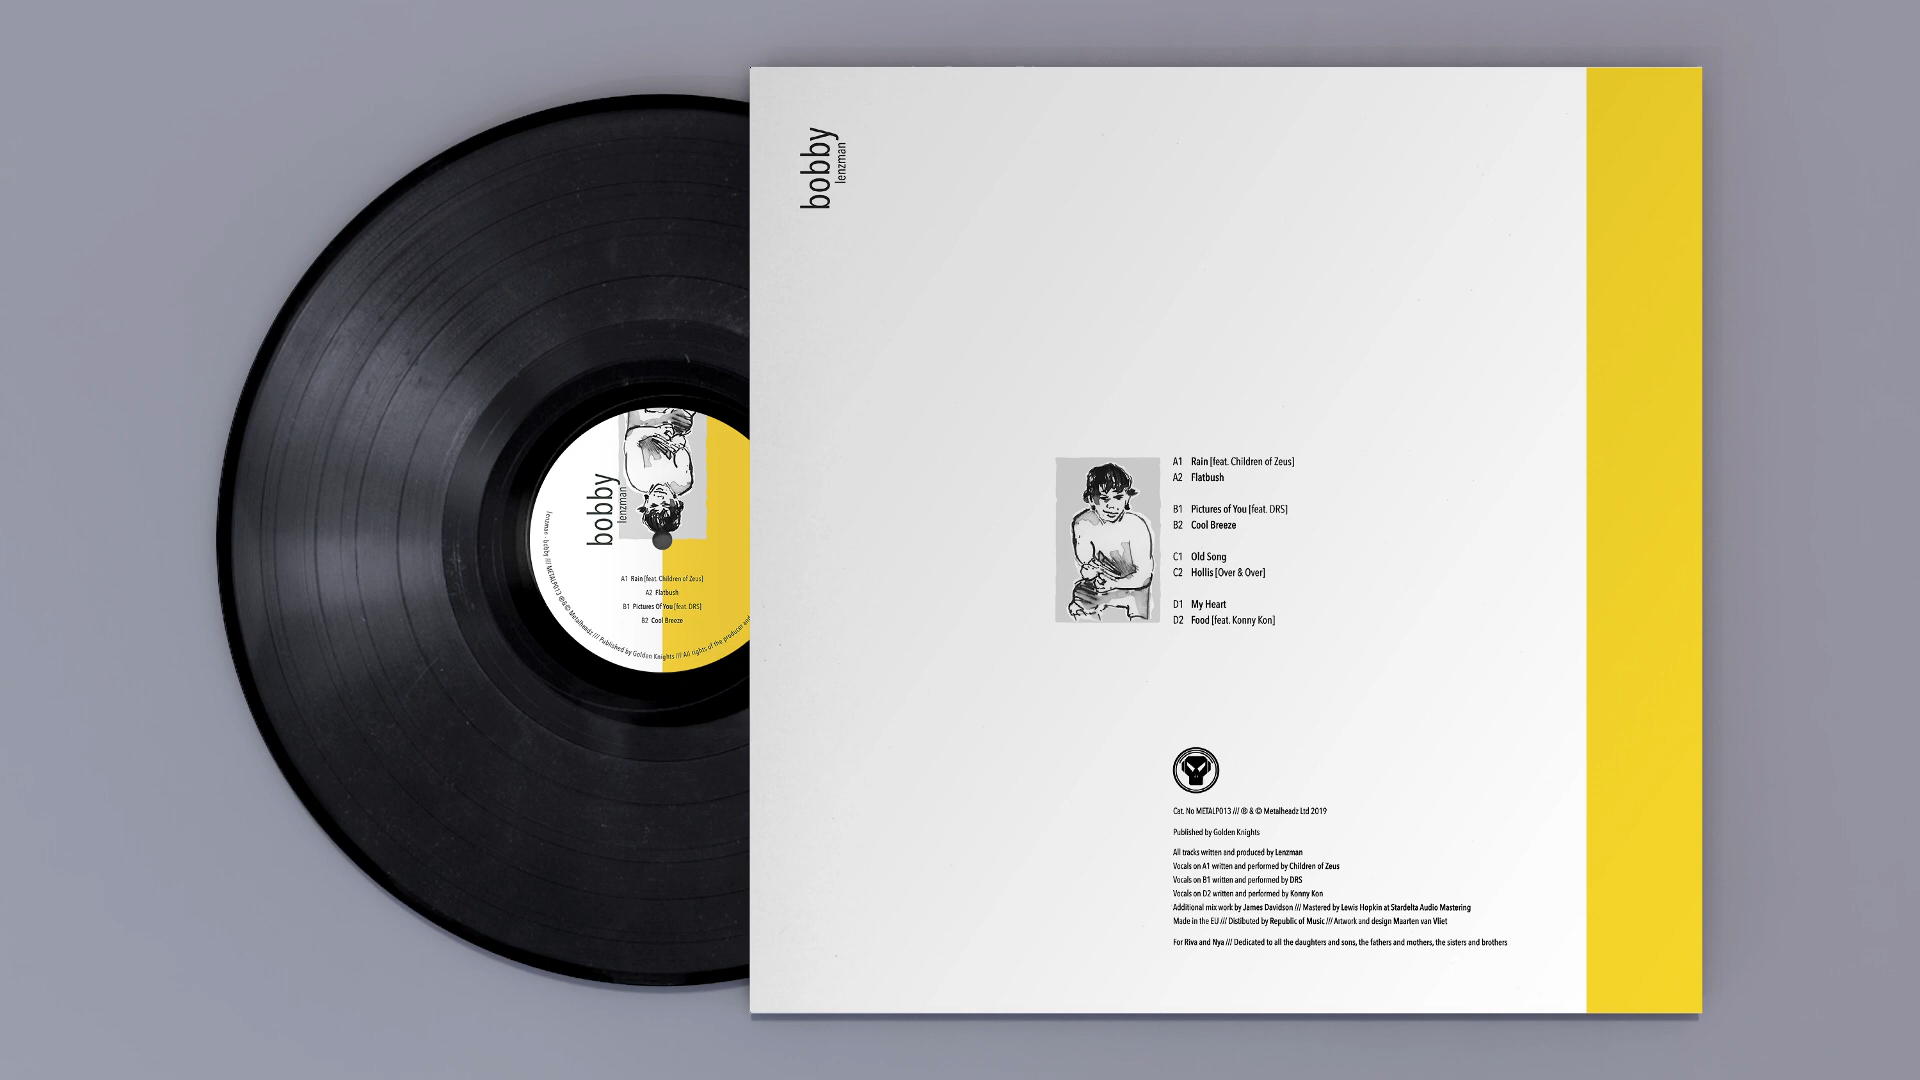 bobby
lenzman
A1 Rain [feat. Children of Zeus]
A2 Flatbush
B1 Pictures of You [feat. DRS]
B2 Cool Breeze
C1 Old Song
C2 Hollis [Over & Over]
D1 My Heart
D2 Food [feat. Konny Kon]
Cat. No METALP013 /// ℗ & © Metalheadz Ltd 2019
Published by Golden Knights
All tracks written and produced by Lenzman
Vocals on A1 written and performed by Children of Zeus
Vocals on B1 written and performed by DRS
Vocals on D2 written and performed by Konny Kon
Additional mix work by James Davidson /// Mastered by Lewis Hopkin at Stardelta Audio Mastering
Made in the EU /// Distibuted by Republic of Music /// Artwork and design Maarten van Vliet
For Riva and Nya /// Dedicated to all the daughters and sons, the fathers and mothers, the sisters and brothers
bobby
lenzman
A1 Rain [feat. Children of Zeus]
A2 Flatbush
B1 Pictures Of You [feat. DRS]
B2 Cool Breeze
lenzman - bobby /// METALP013 ℗ & © Metalheadz /// Published by Golden Knights /// All rights of the producer and